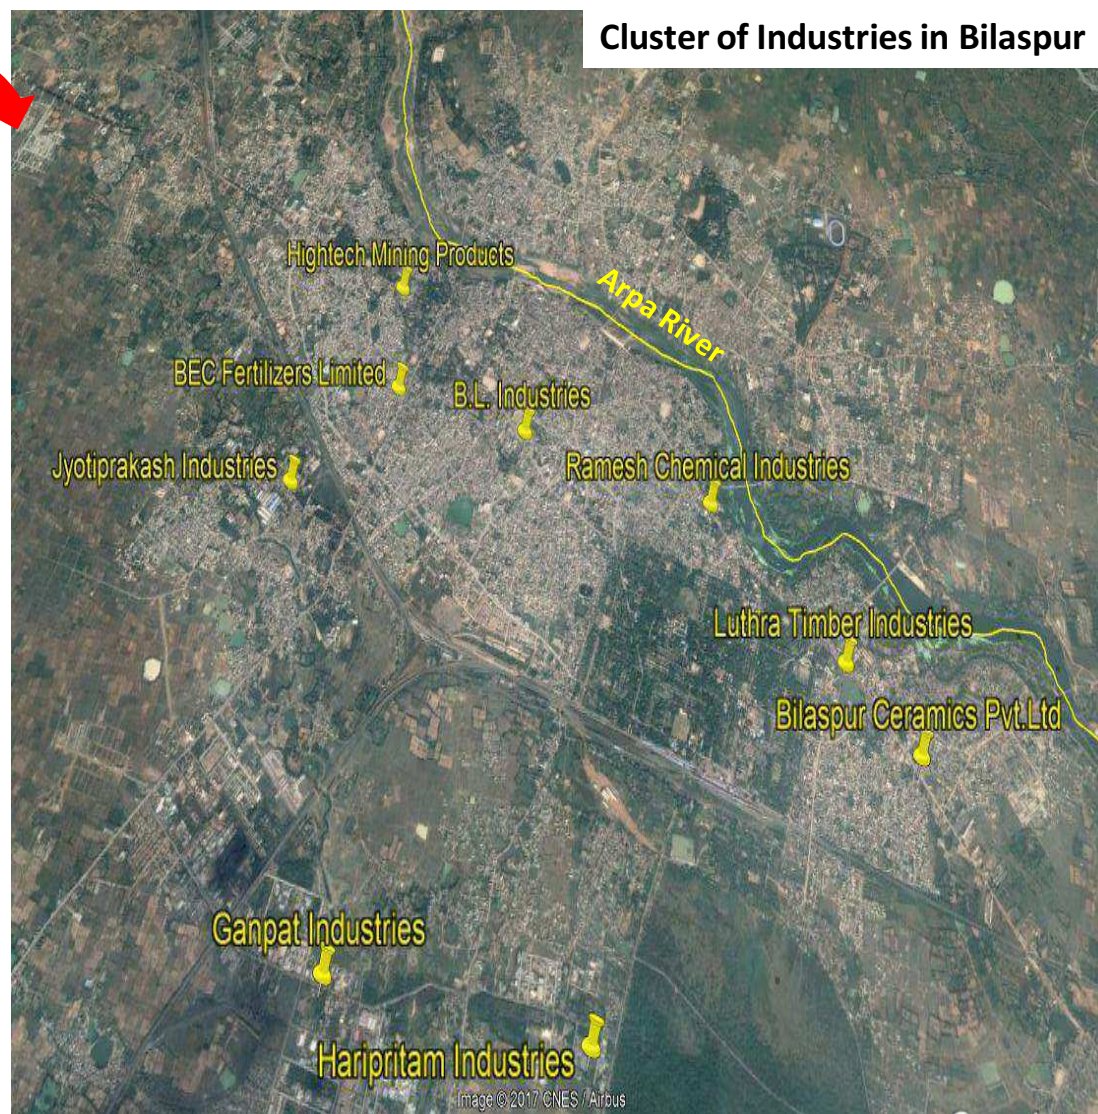 Cluster of Industries in Bilaspur
Hightech Mining Products
Arpa River
BEC Fertilizers Limited
B.L. Industries
Jyotiprakash Industries
Ramesh Chemical Industries
Luthra Timber Industries
Bilaspur Ceramics Pvt.Ltd
Ganpat Industries
Haripritam Industries
Image © 2017 CNES / Airbus